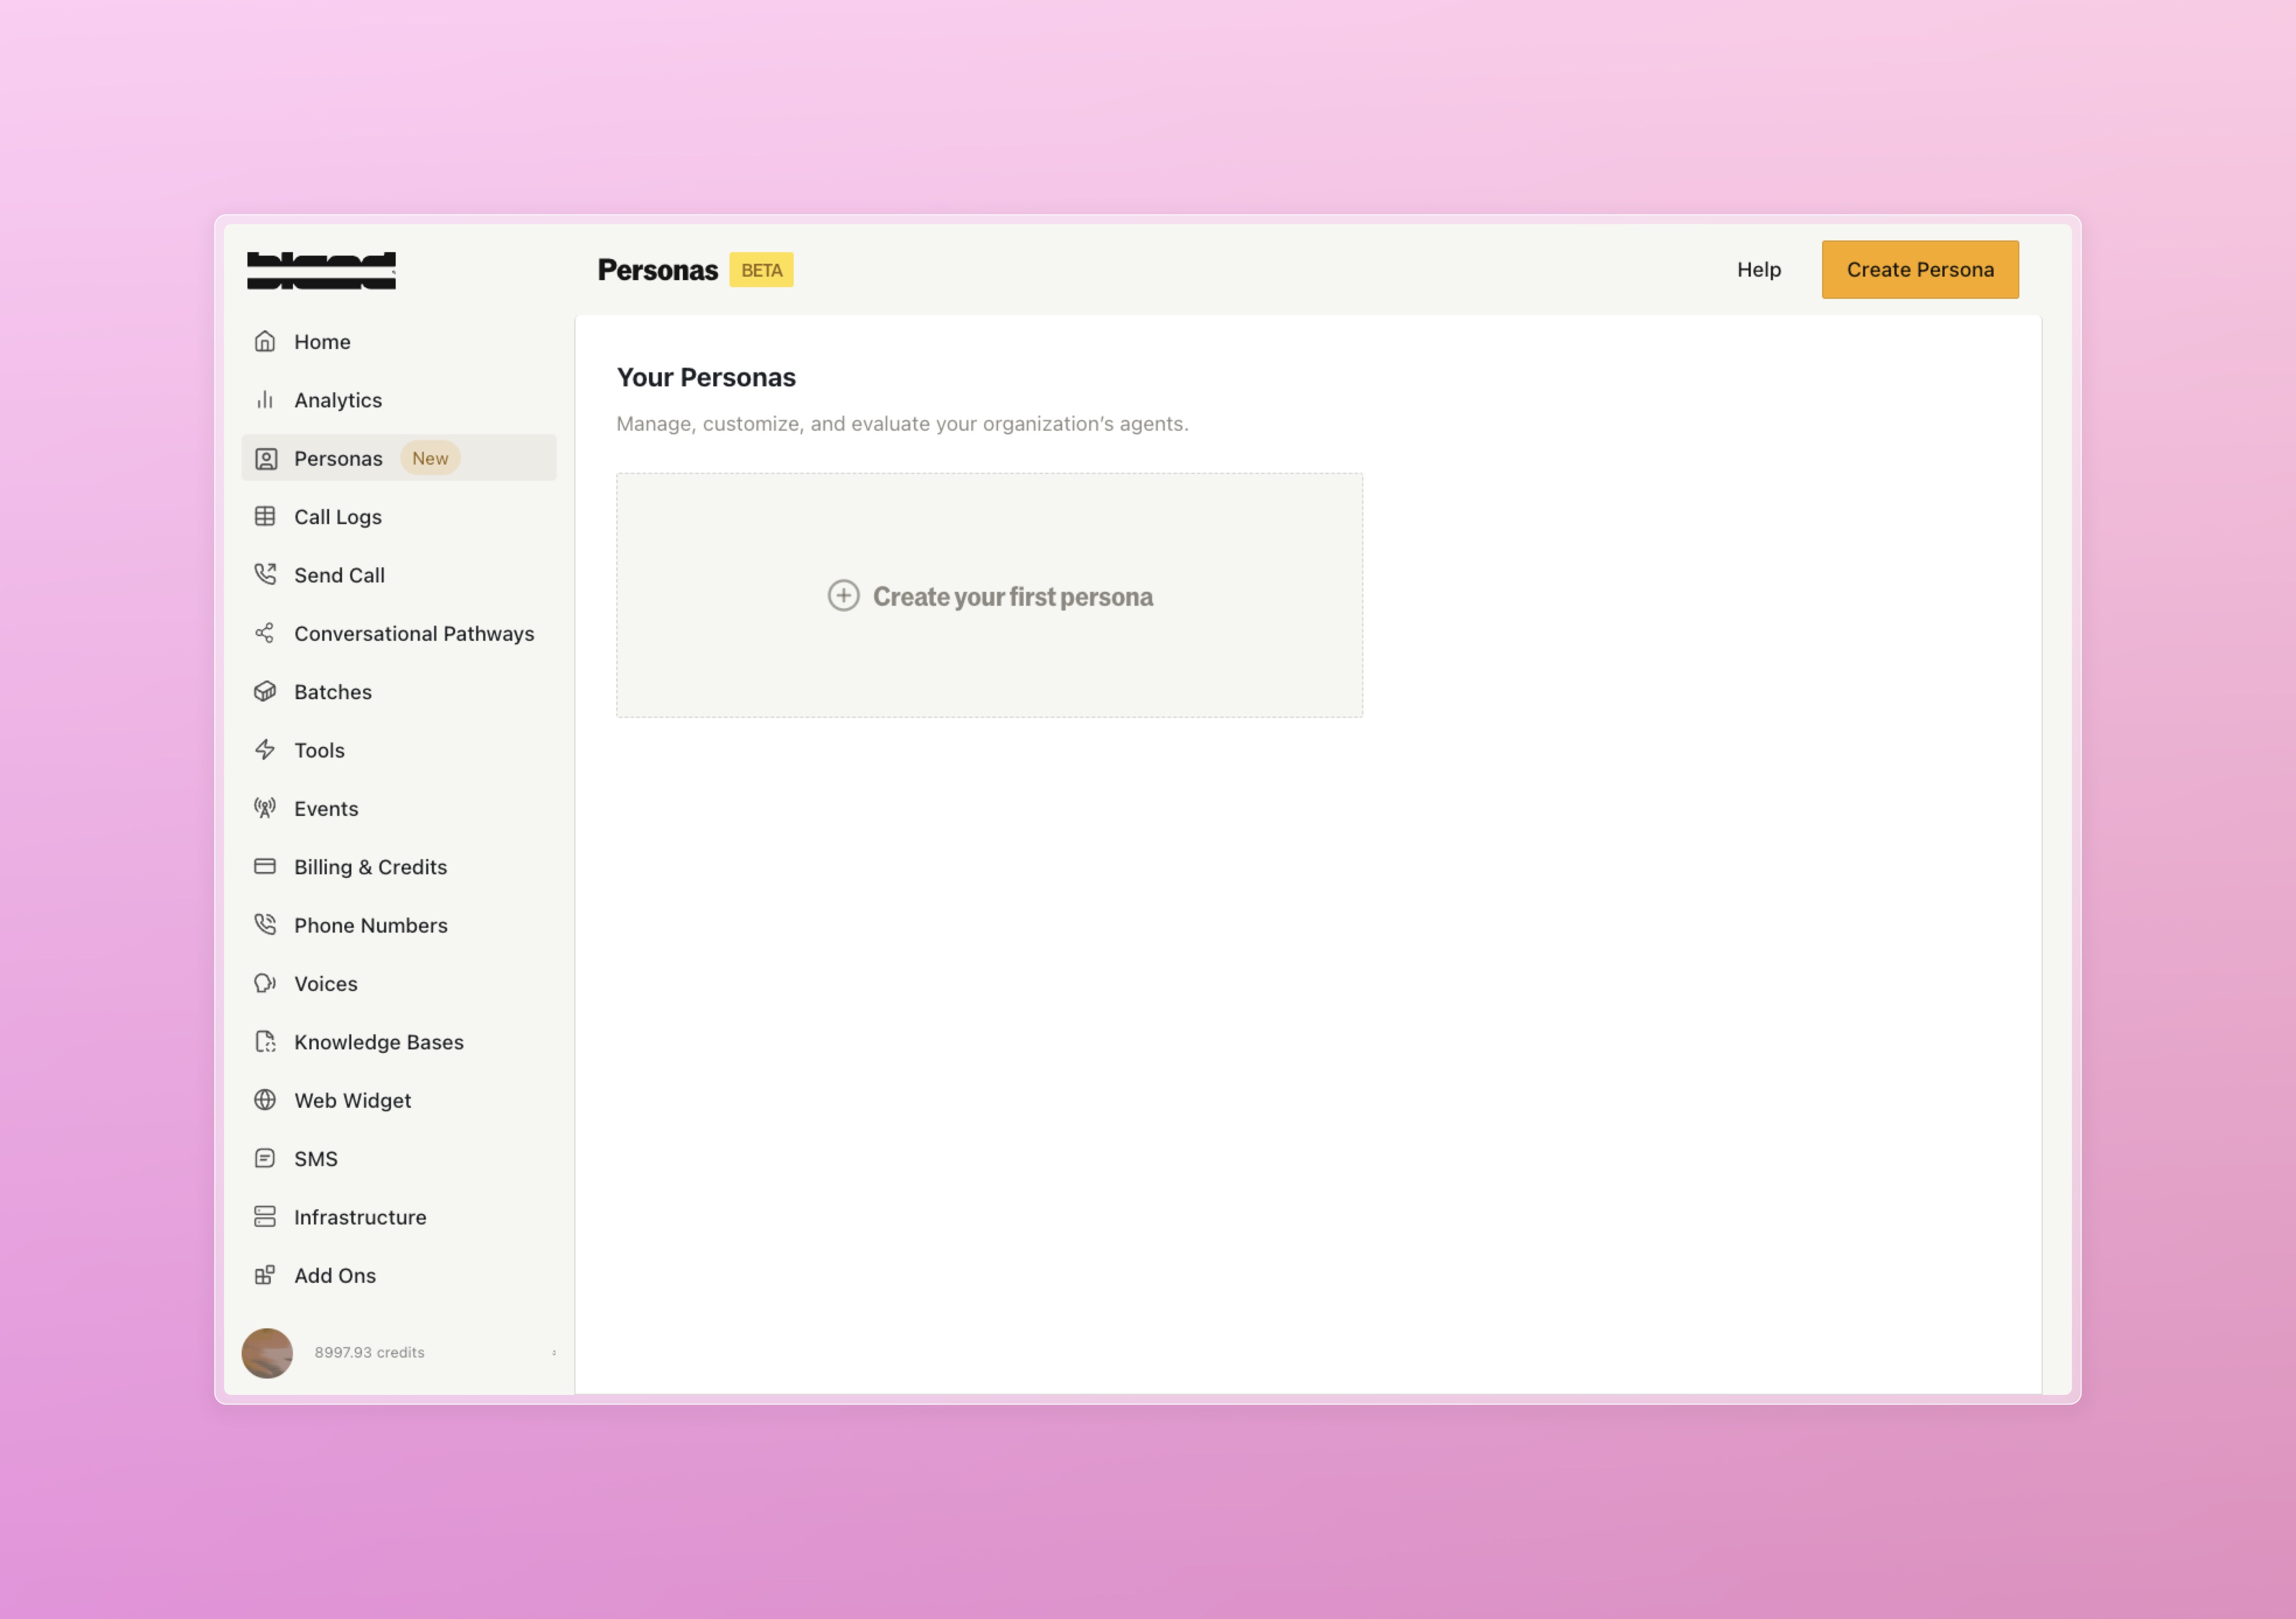 Personas BETA
Help
Create Persona
Home
Analytics
Personas New
Call Logs
Send Call
Conversational Pathways
Batches
Tools
Events
Billing & Credits
Phone Numbers
Voices
Knowledge Bases
Web Widget
SMS
Infrastructure
Add Ons
8997.93 credits
Your Personas
Manage, customize, and evaluate your organization’s agents.
Create your first persona